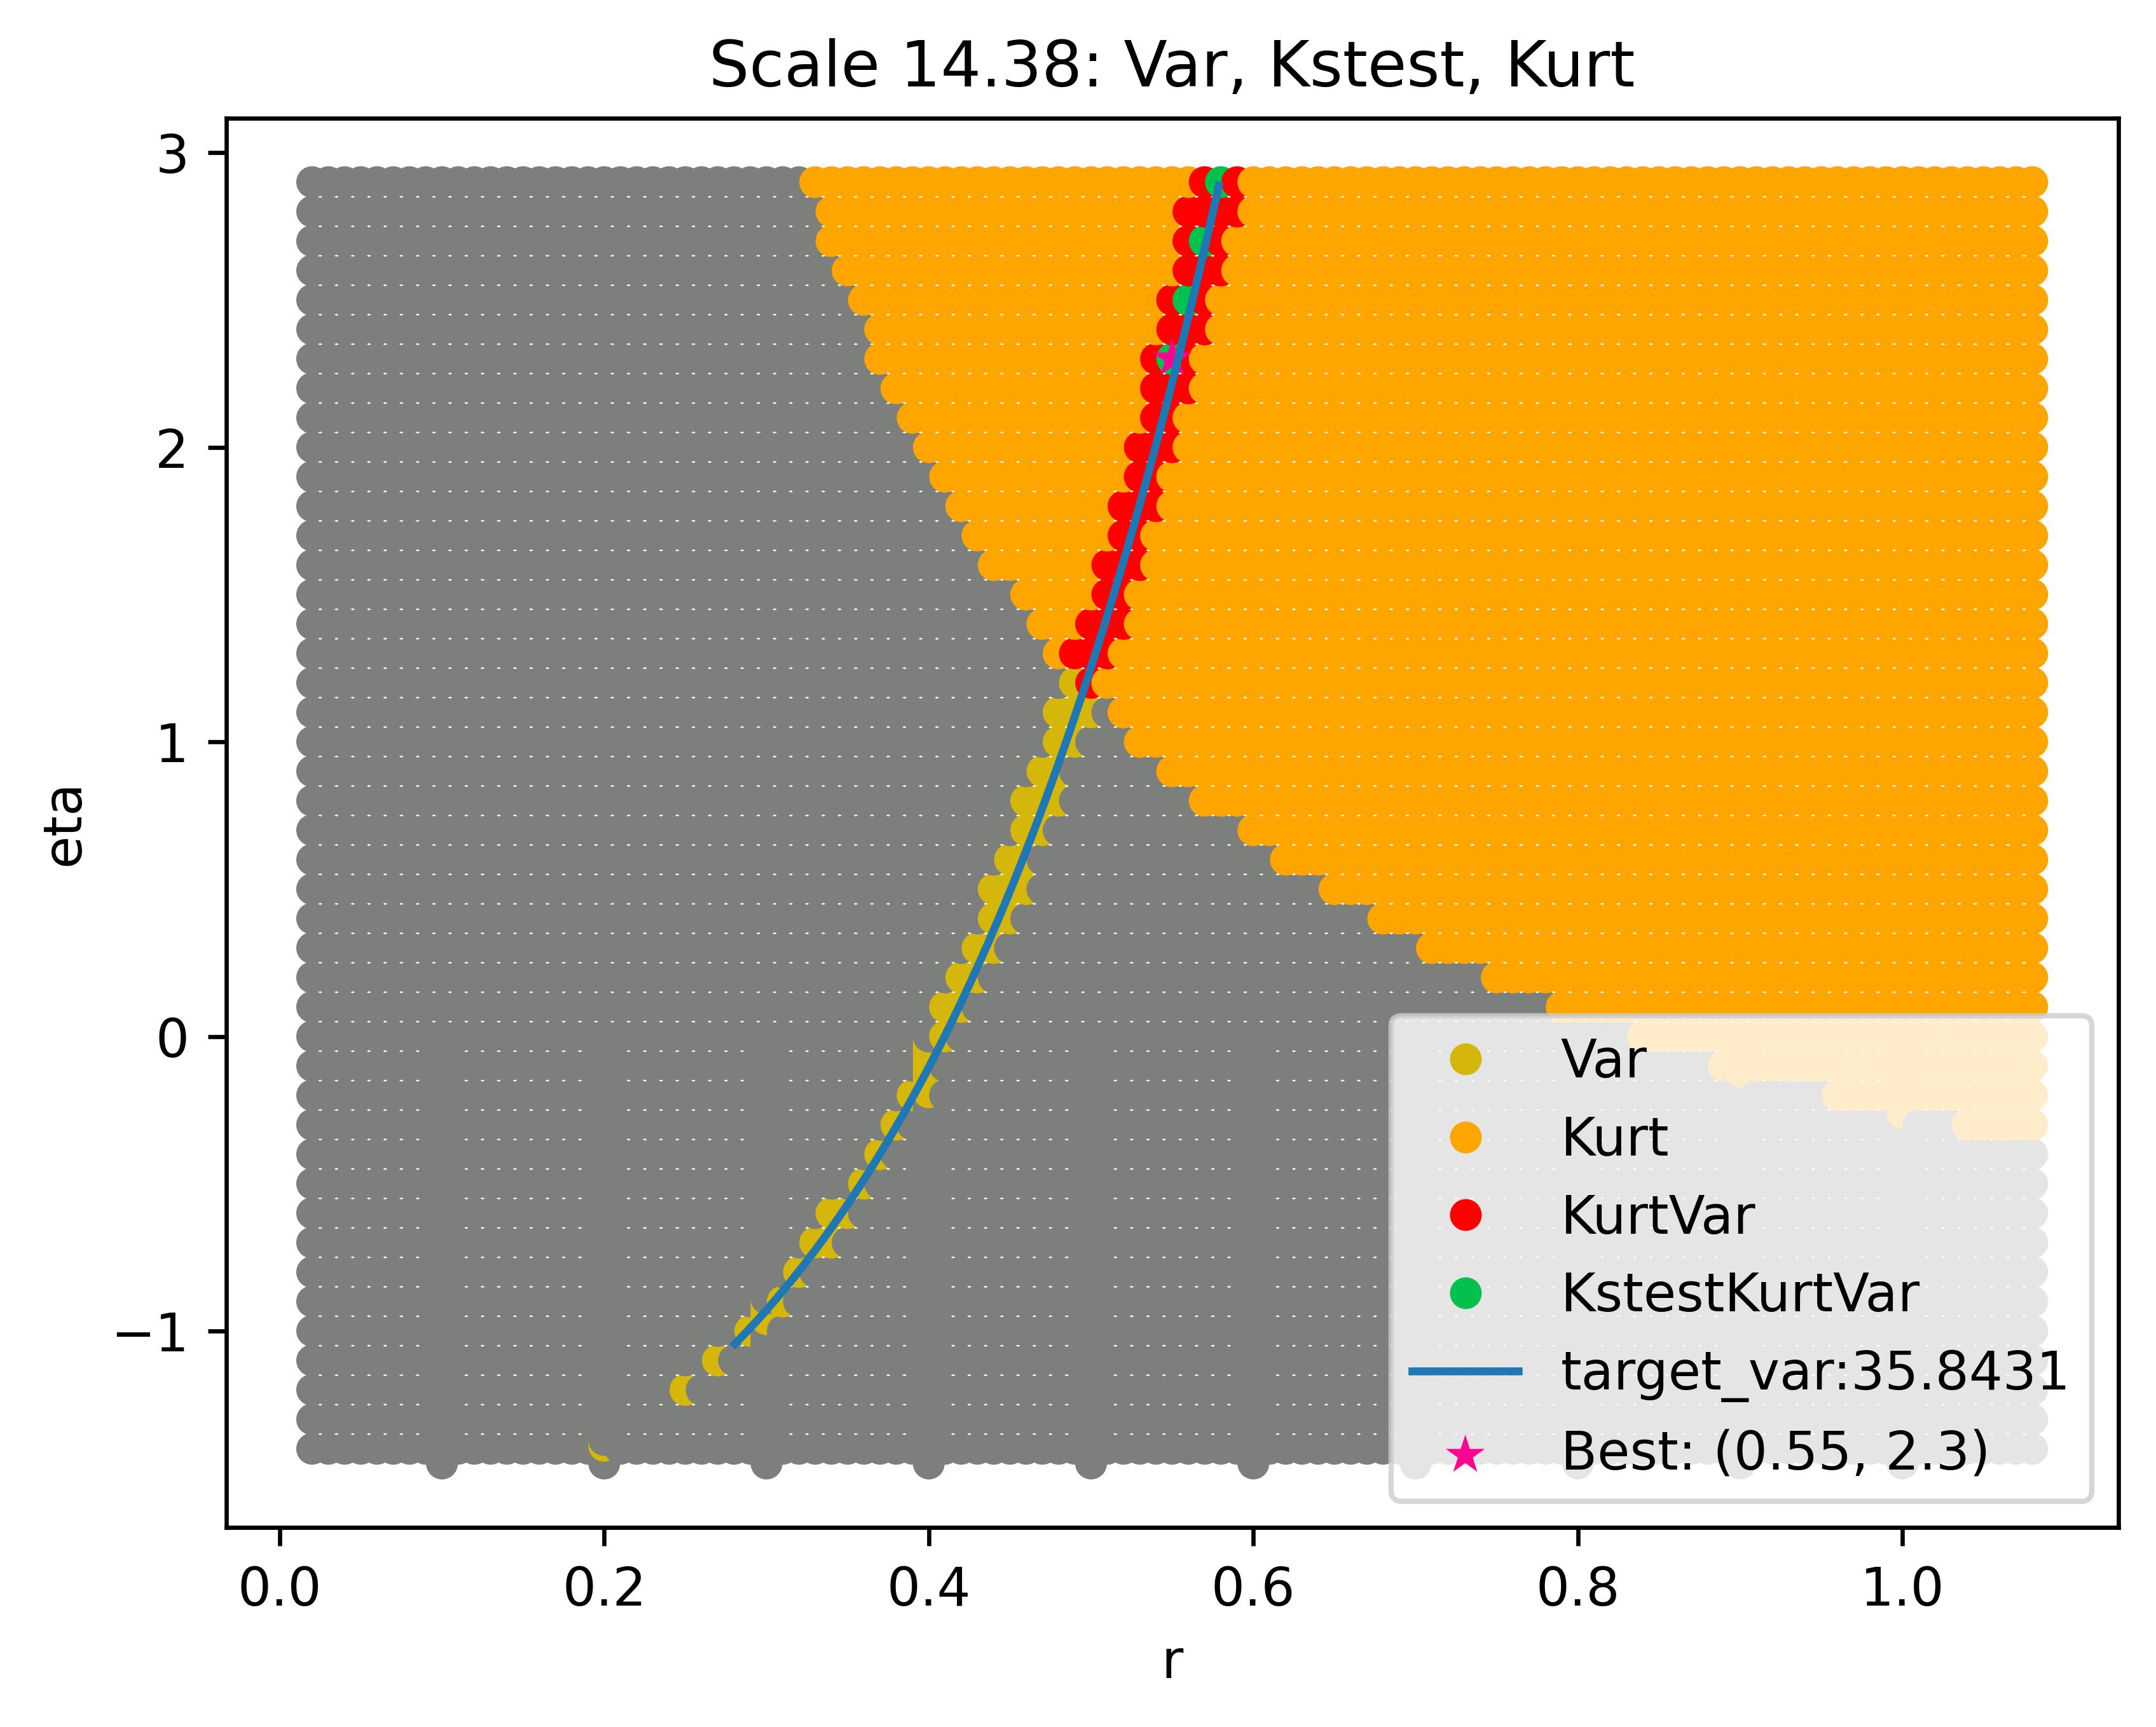 Scale 14.38: Var, Kstest, Kurt
3
2
1
0
−1
eta
0.0 0.2 0.4 0.6 0.8 1.0
r
Var
Kurt
KurtVar
KstestKurtVar
target_var:35.8431
Best: (0.55, 2.3)